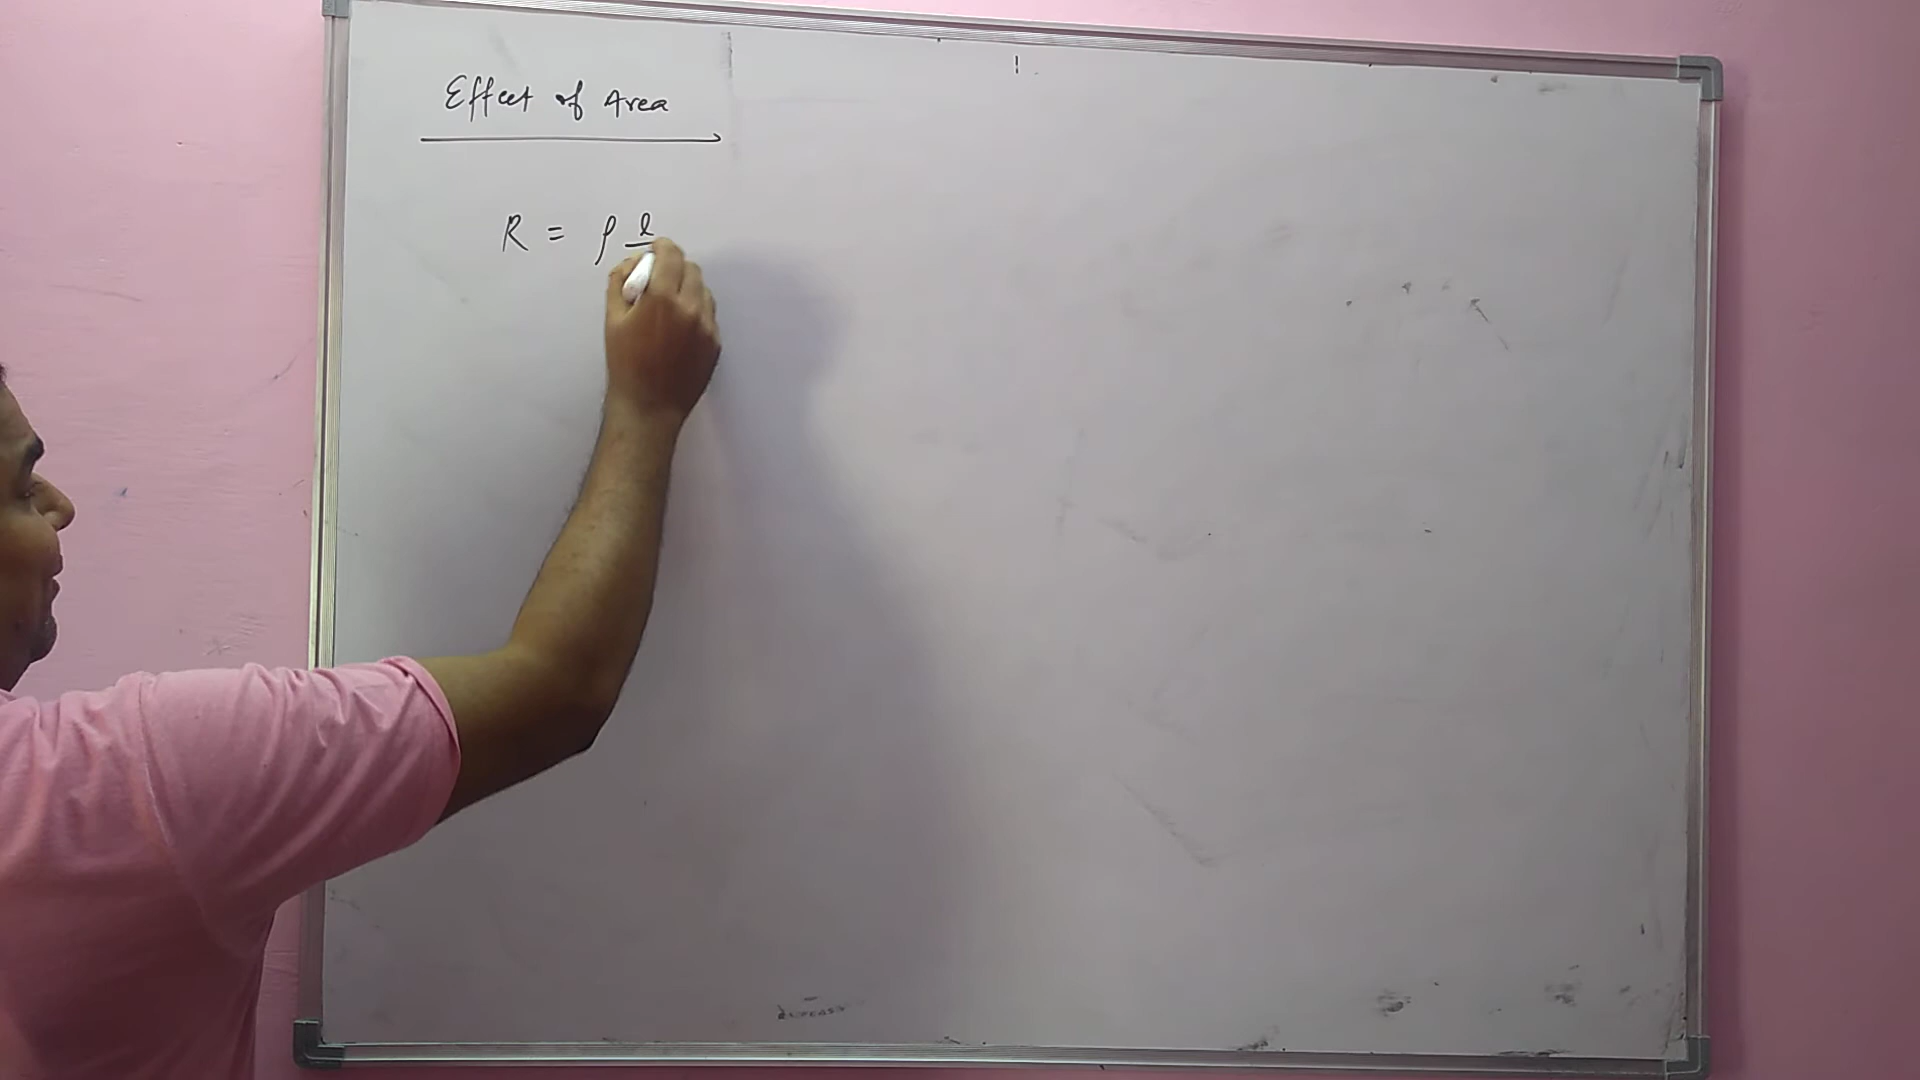 Effect of Area
R = ρ l